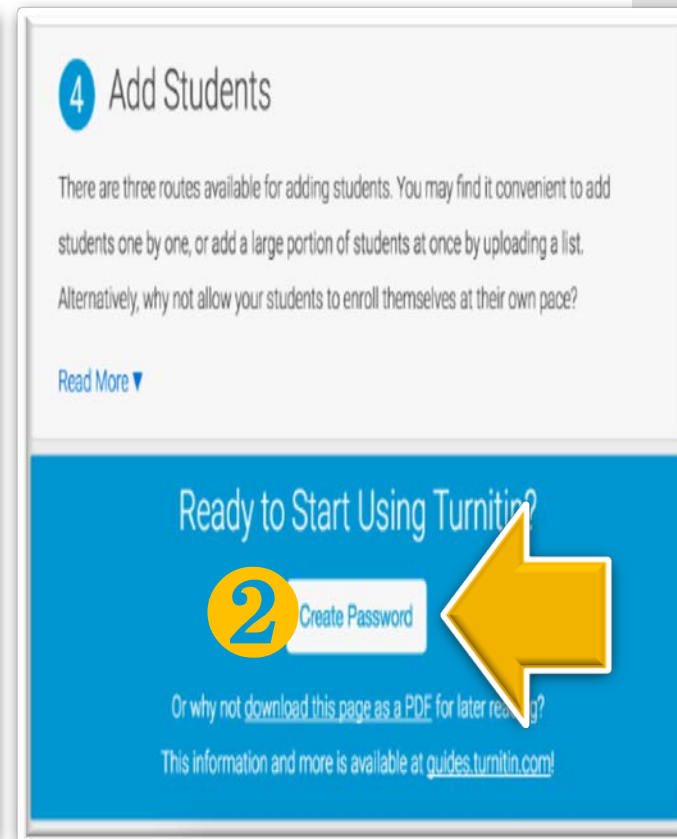 4 Add Students
There are three routes available for adding students. You may find it convenient to add
students one by one, or add a large portion of students at once by uploading a list.
Alternatively, why not allow your students to enroll themselves at their own pace?
Read More ▼
Ready to Start Using Turnitin?
2 Create Password
Or why not download this page as a PDF for later reading?
This information and more is available at guides.turnitin.com!